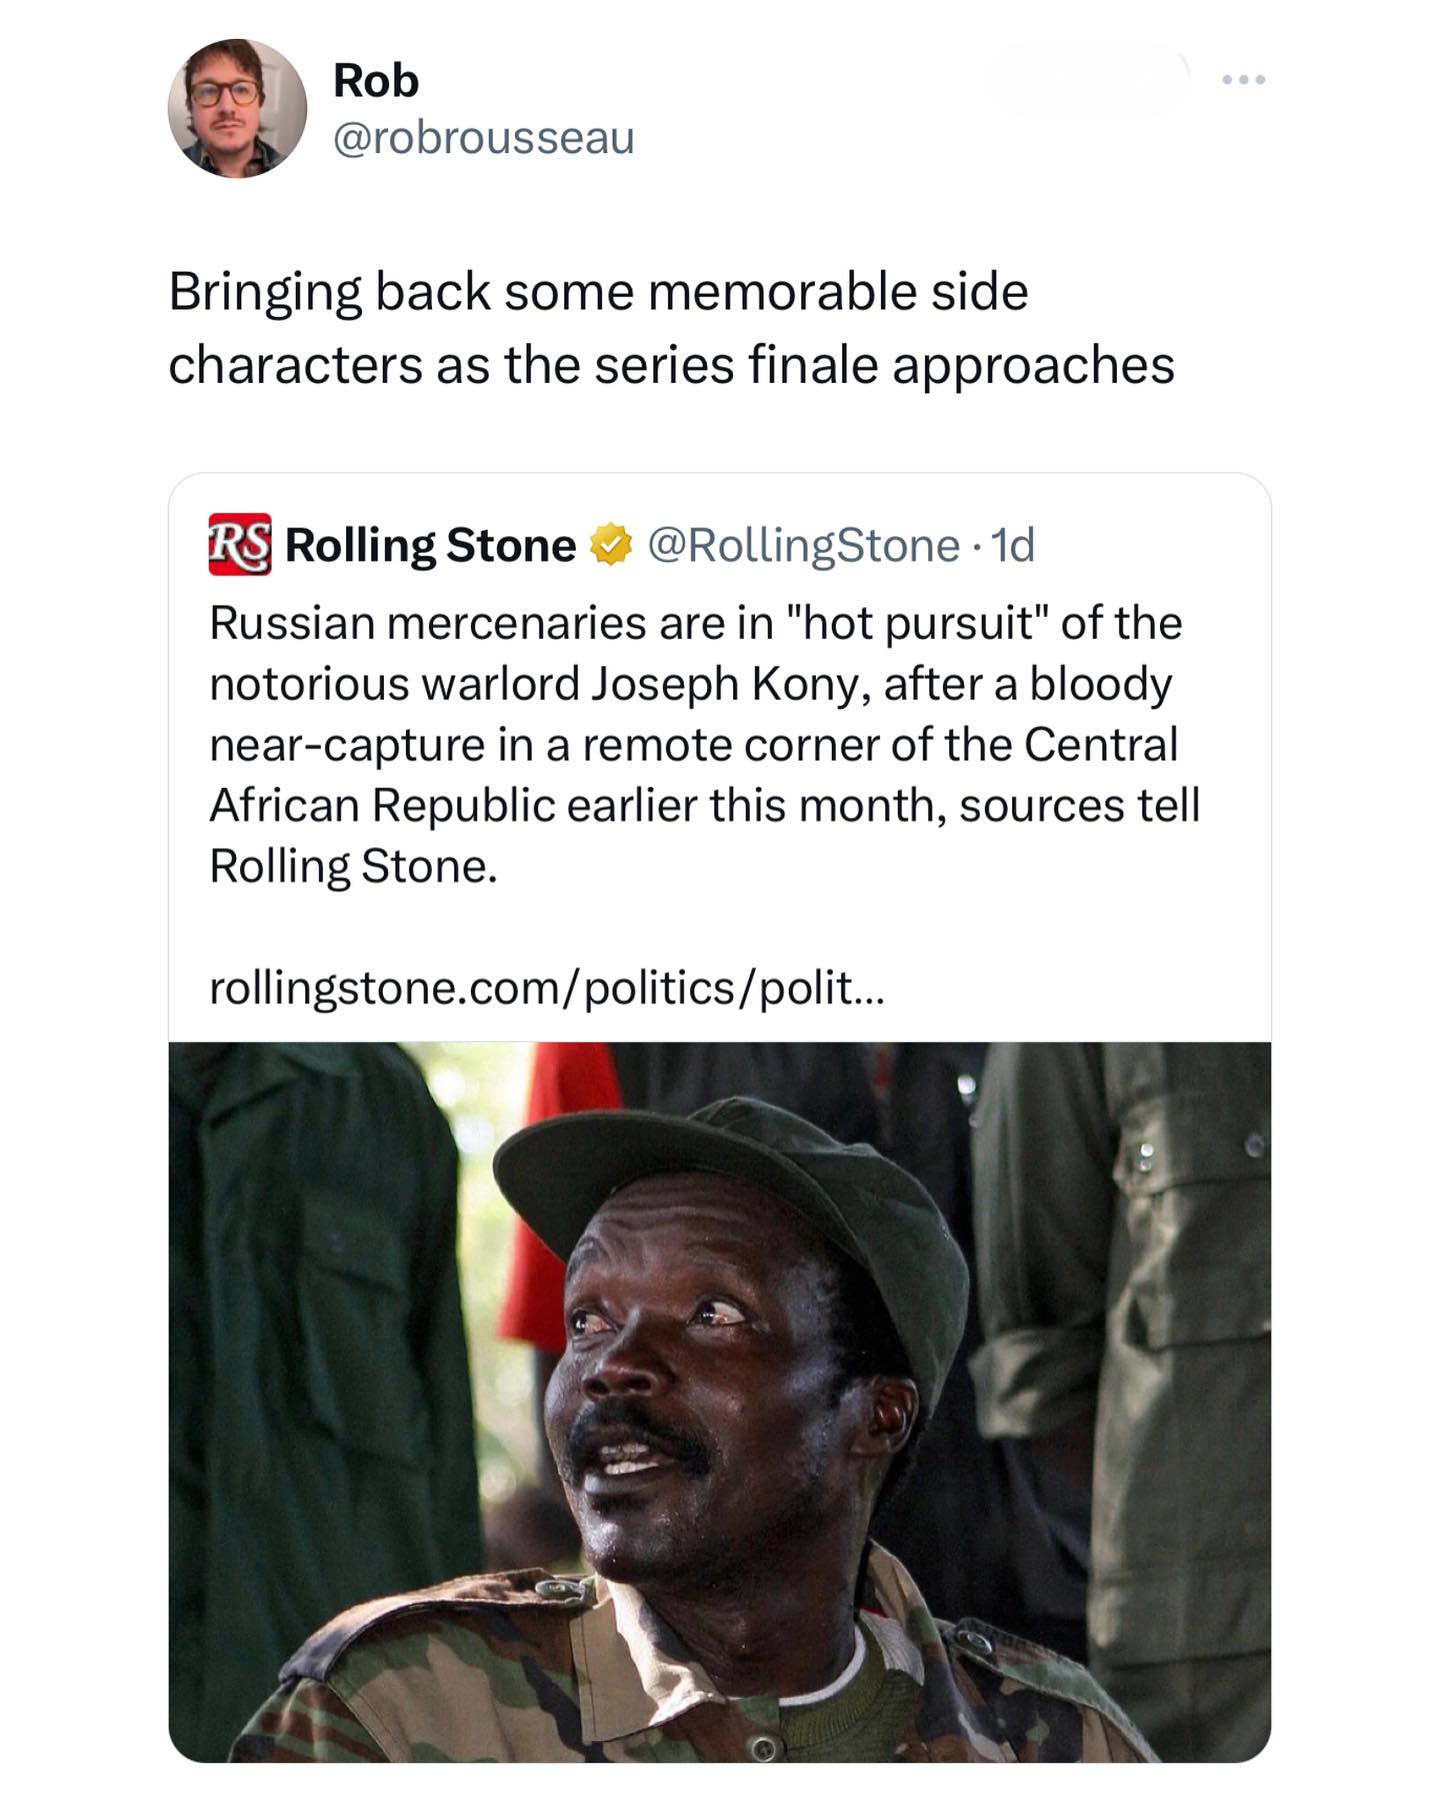 Rob
@robrousseau
Bringing back some memorable side
characters as the series finale approaches
RS Rolling Stone @RollingStone · 1d
Russian mercenaries are in "hot pursuit" of the
notorious warlord Joseph Kony, after a bloody
near-capture in a remote corner of the Central
African Republic earlier this month, sources tell
Rolling Stone.
rollingstone.com/politics/polit...